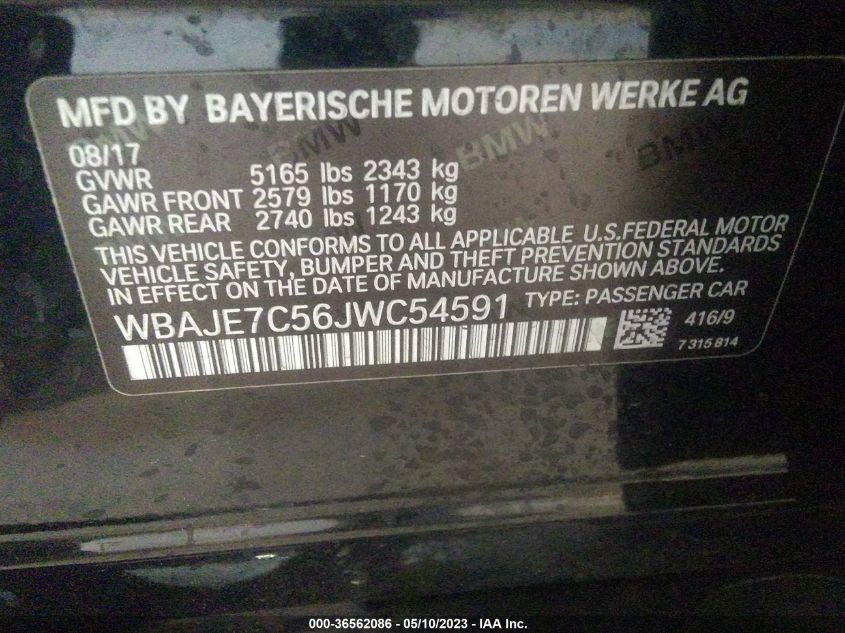 MFD BY BAYERISCHE MOTOREN WERKE AG
08/17
GVWR 5165 lbs 2343 kg
GAWR FRONT 2579 lbs 1170 kg
GAWR REAR 2740 lbs 1243 kg
THIS VEHICLE CONFORMS TO ALL APPLICABLE U.S.FEDERAL MOTOR
VEHICLE SAFETY, BUMPER AND THEFT PREVENTION STANDARDS
IN EFFECT ON THE DATE OF MANUFACTURE SHOWN ABOVE.
WBAJE7C56JWC54591 TYPE: PASSENGER CAR
416/9
7 315 814
BMW BMW BMW
000-36562086 - 05/10/2023 - IAA Inc.